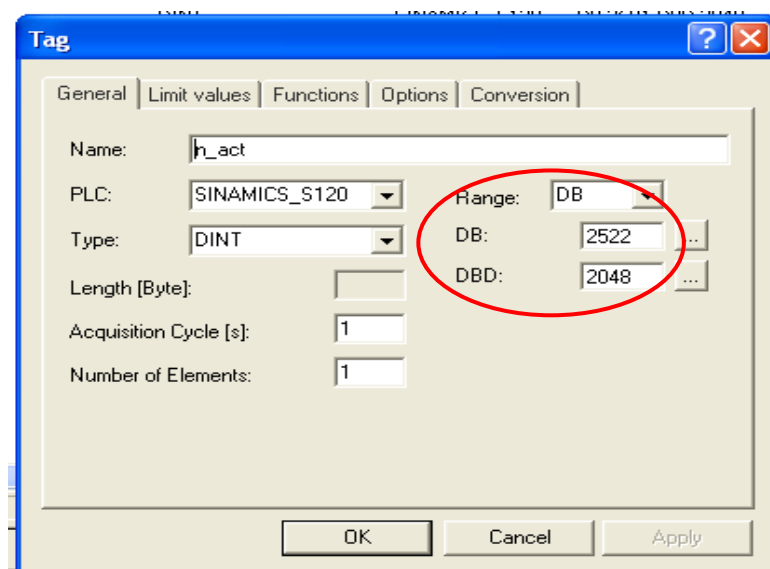 Tag
General Limit values Functions Options Conversion
Name: n_act
PLC: SINAMICS_S120 Range: DB
Type: DINT DB: 2522 ...
Length [Byte]: DBD: 2048 ...
Acquisition Cycle [s]: 1
Number of Elements: 1
OK Cancel Apply